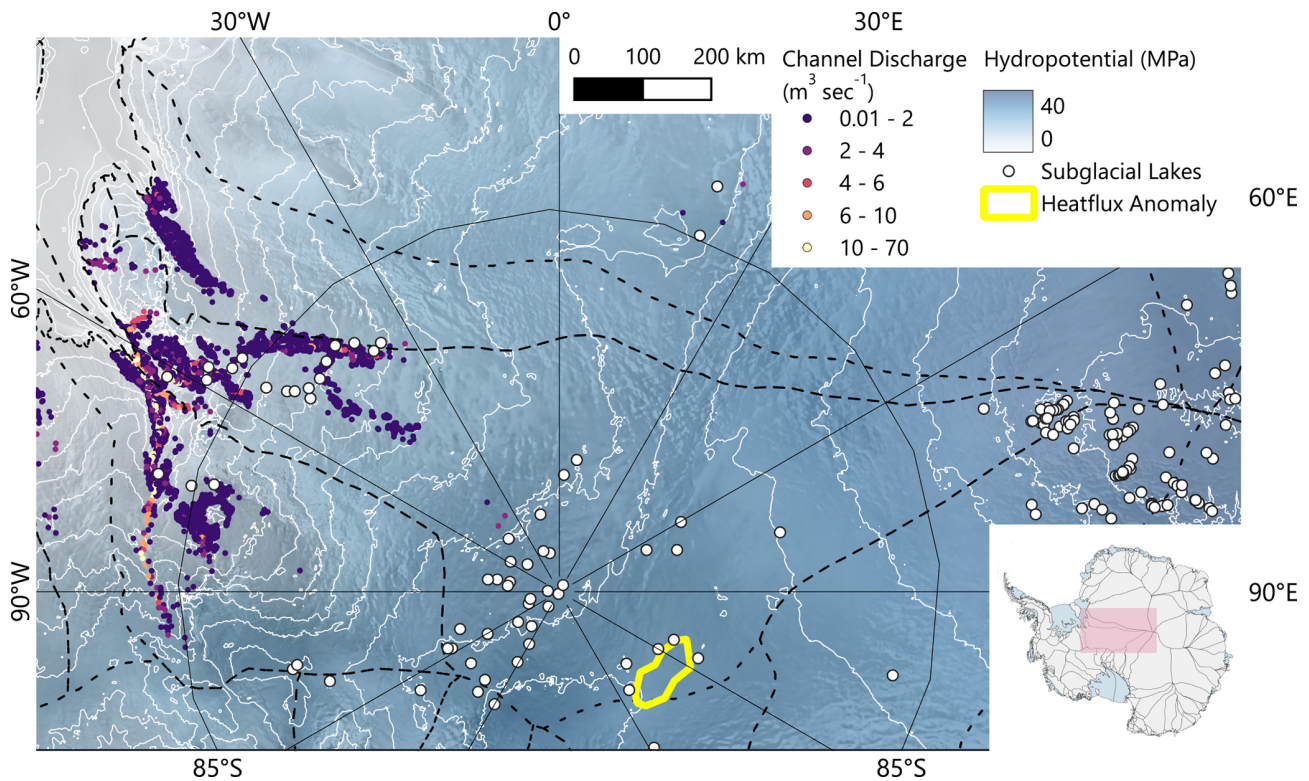 30°W
0°
30°E
0
100
200 km
Channel Discharge
(m³ sec⁻¹)
0.01 - 2
2 - 4
4 - 6
6 - 10
10 - 70
Hydropotential (MPa)
40
0
Subglacial Lakes
Heatflux Anomaly
60°E
60°W
90°W
90°E
85°S
85°S